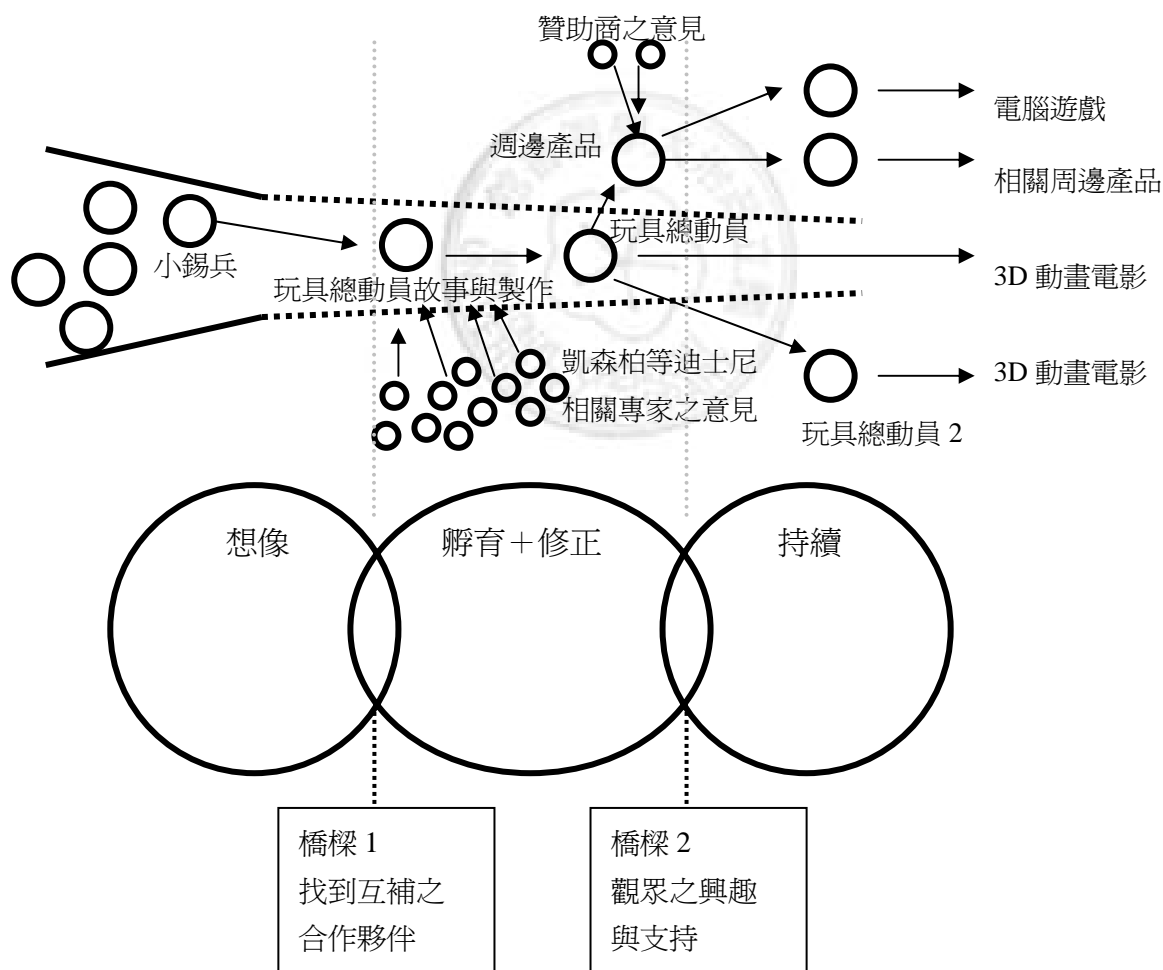 贊助商之意見
電腦遊戲
週邊產品
相關周邊產品
玩具總動員
小錫兵
3D 動畫電影
玩具總動員故事與製作
凱森柏等迪士尼
相關專家之意見
3D 動畫電影
玩具總動員 2
想像
孵育＋修正
持續
橋樑 1
找到互補之
合作夥伴
橋樑 2
觀眾之興趣
與支持